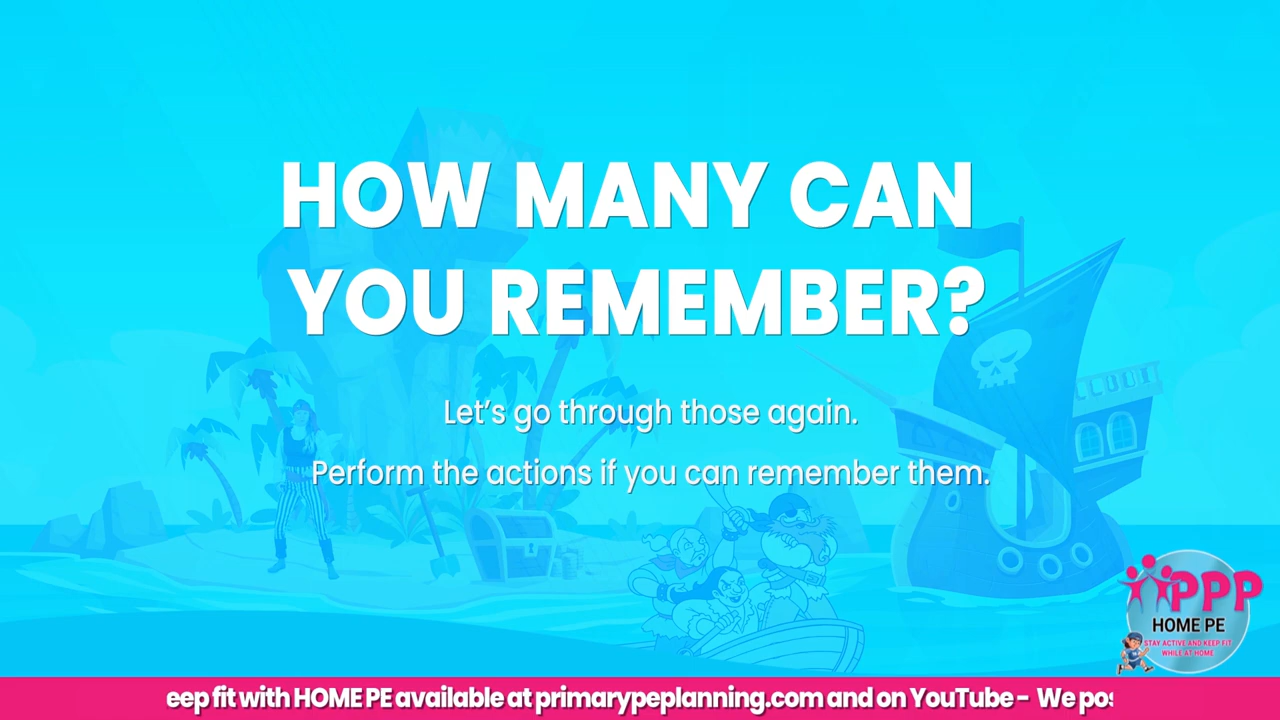 HOW MANY CAN
YOU REMEMBER?
Let’s go through those again.
Perform the actions if you can remember them.
PPP
HOME PE
STAY ACTIVE AND KEEP FIT
WHILE AT HOME
eep fit with HOME PE available at primarypeplanning.com and on YouTube - We pos